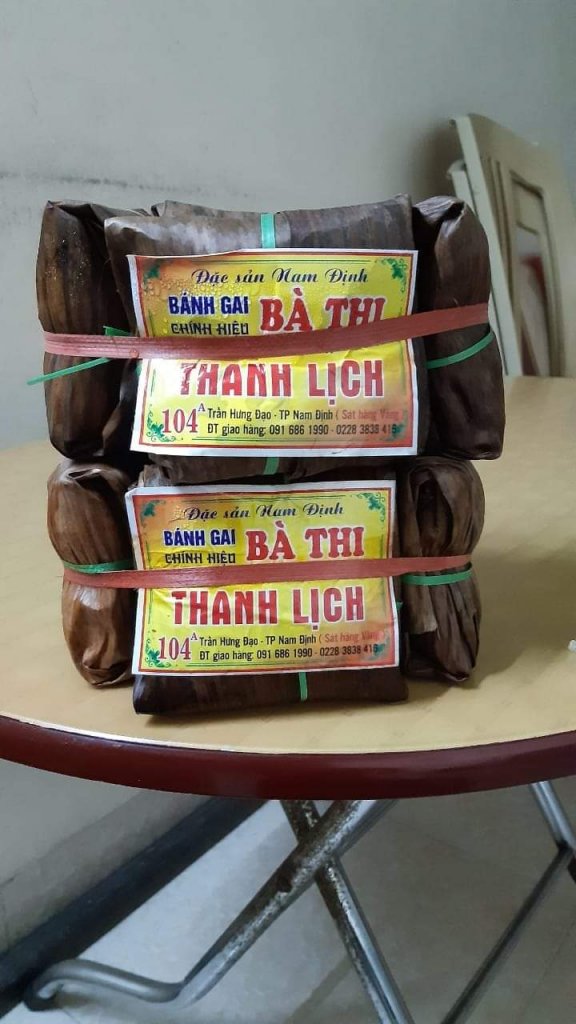 Đặc sản Nam Định
BÁNH GAI
CHÍNH HIỆU
BÀ THI
THANH LỊCH
104A Trần Hưng Đạo - TP Nam Định ( Sát hàng Vàng )
ĐT giao hàng: 091 686 1990 - 0228 3838 415
Đặc sản Nam Định
BÁNH GAI
CHÍNH HIỆU
BÀ THI
THANH LỊCH
104A Trần Hưng Đạo - TP Nam Định ( Sát hàng Vàng )
ĐT giao hàng: 091 686 1990 - 0228 3838 415